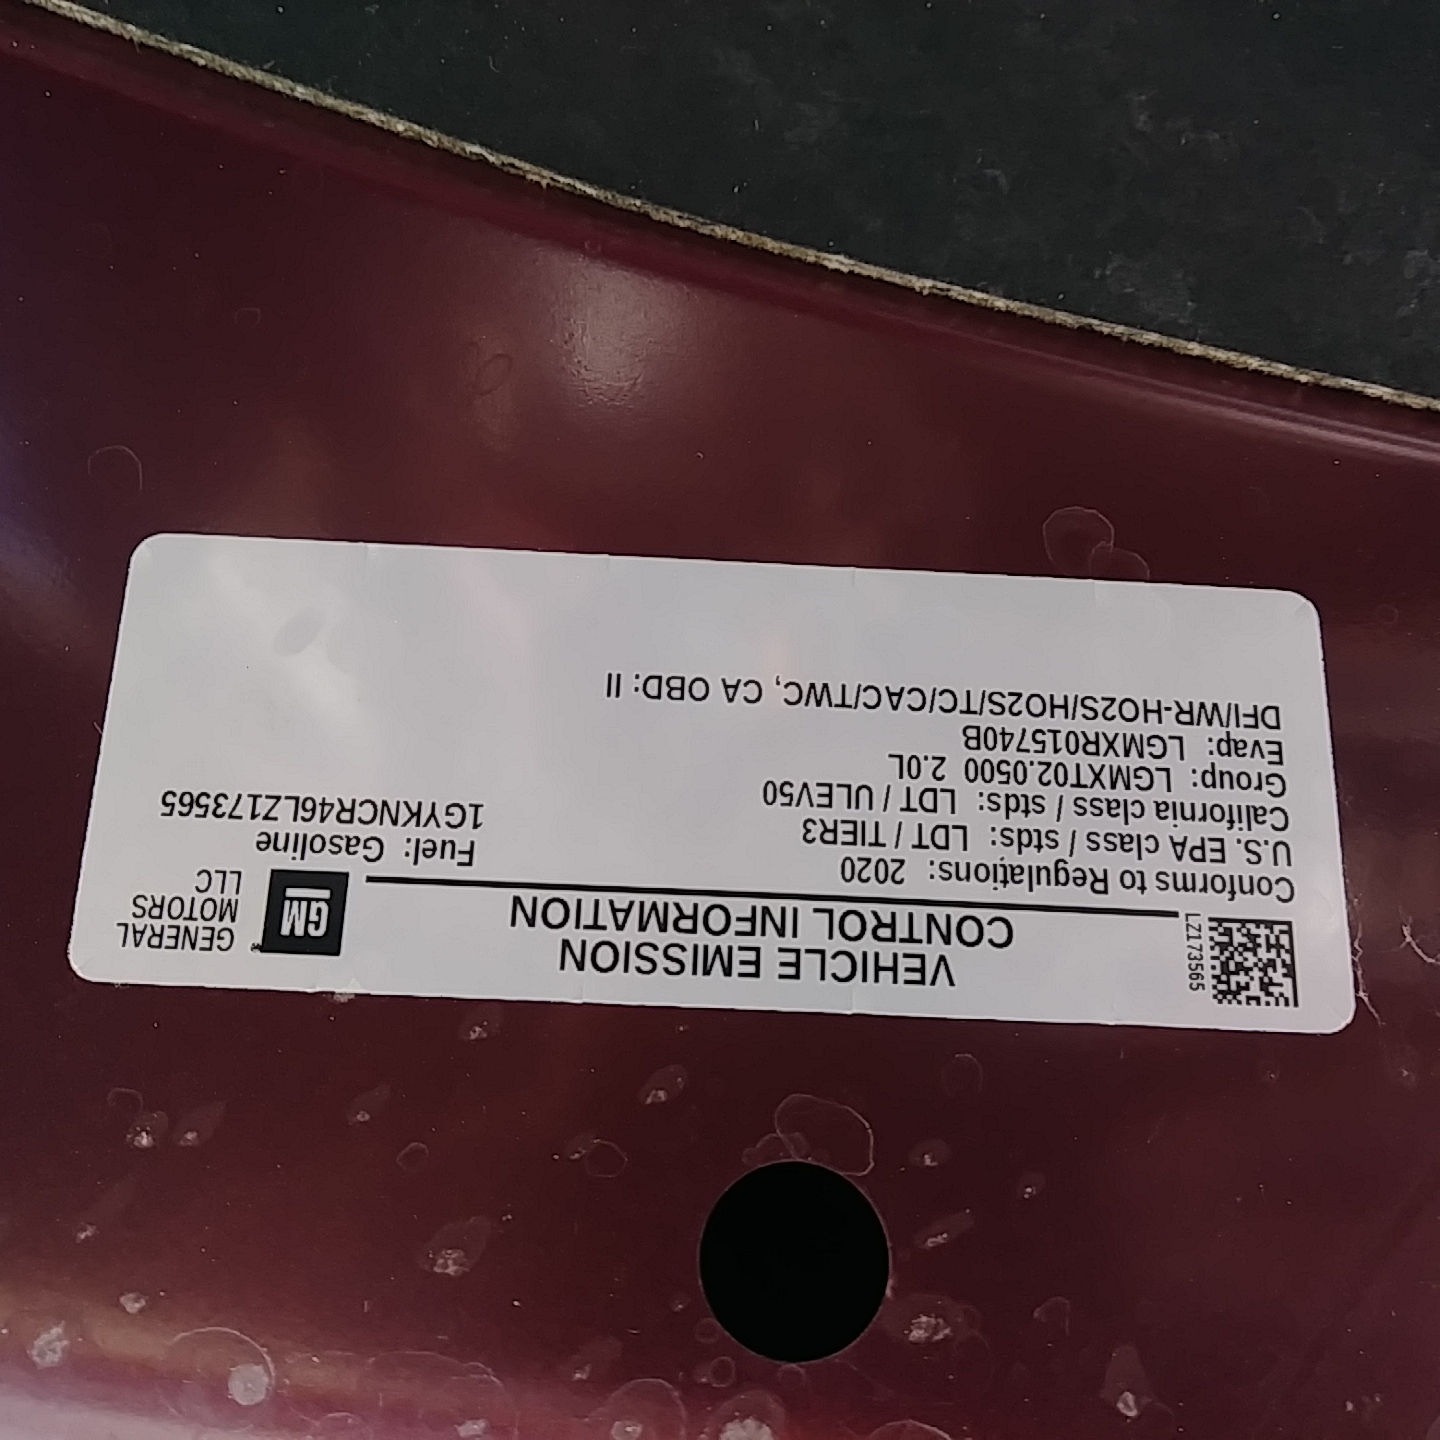 LZ173565
VEHICLE EMISSION
CONTROL INFORMATION
GM
GENERAL
MOTORS
LLC
Conforms to Regulations: 2020
U.S. EPA class / stds: LDT / TIER3
California class / stds: LDT / ULEV50
Group: LGMXT02.0500 2.0L
Evap: LGMXR015740B
DFI/WR-HO2S/HO2S/TC/CAC/TWC, CA OBD: II
Fuel: Gasoline
1GYKNCR46LZ173565